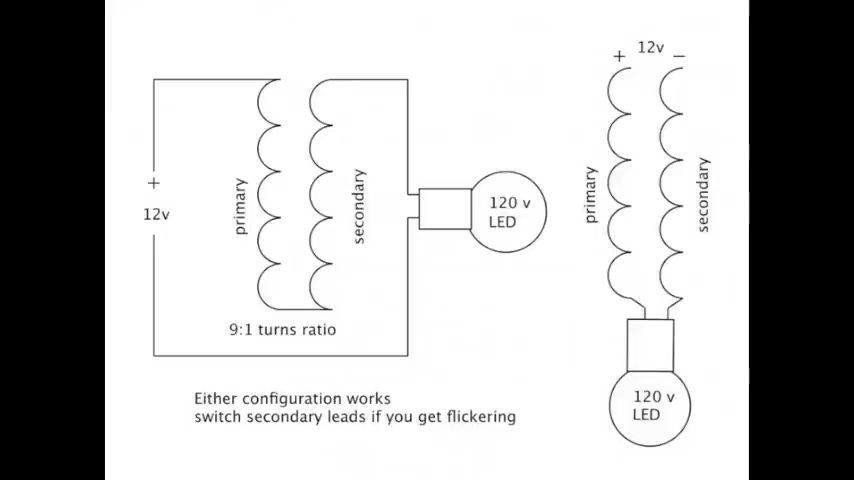 +
12v
primary
secondary
120 v
LED
9:1 turns ratio
Either configuration works
switch secondary leads if you get flickering
+ 12v −
primary
secondary
120 v
LED